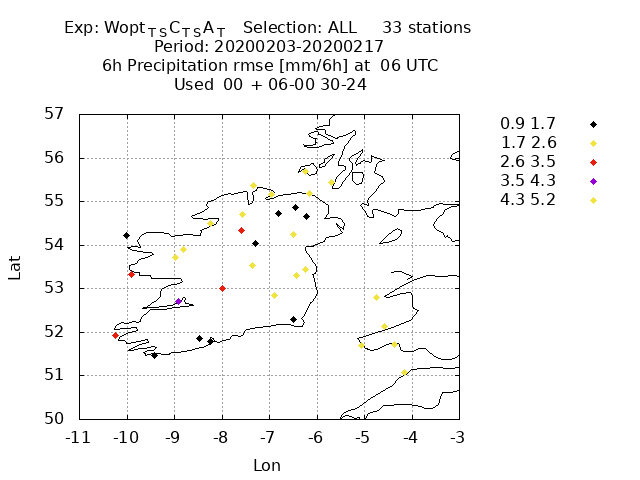 Exp: Wopt_TS C_TS A_T Selection: ALL 33 stations
Period: 20200203-20200217
6h Precipitation rmse [mm/6h] at 06 UTC
Used 00 + 06-00 30-24
57
56
55
54
53
52
51
50
-11 -10 -9 -8 -7 -6 -5 -4 -3
Lat
Lon
0.9 1.7
1.7 2.6
2.6 3.5
3.5 4.3
4.3 5.2